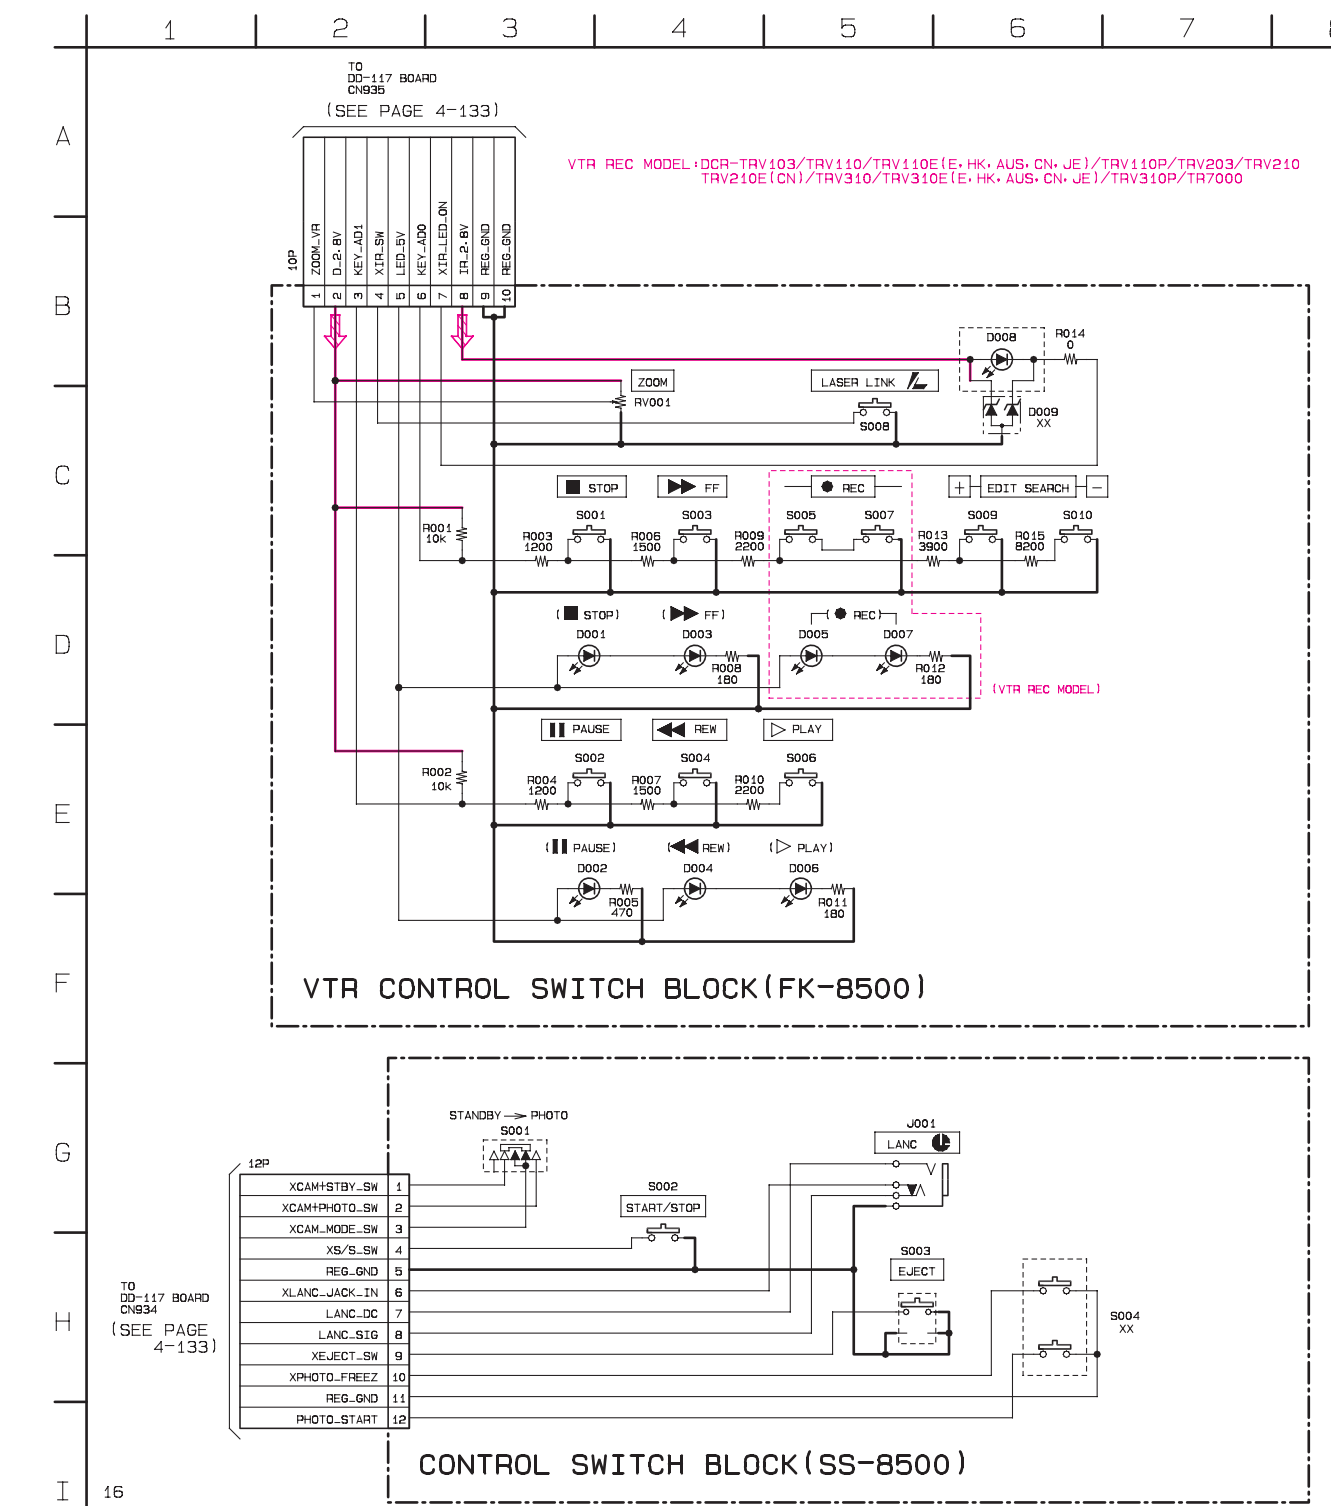 1 2 3 4 5 6 7
TO
DD-117 BOARD
CN935
(SEE PAGE 4-133)
A
VTR REC MODEL:DCR-TRV103/TRV110/TRV110E(E,HK,AUS,CN,JE)/TRV110P/TRV203/TRV210
TRV210E(CN)/TRV310/TRV310E(E,HK,AUS,CN,JE)/TRV310P/TR7000
10P
ZOOM_VR
D_2.8V
KEY_AD1
XIR_SW
LED_5V
KEY_AD0
XIR_LED_ON
IR_2.8V
REG_GND
REG_GND
1 2 3 4 5 6 7 8 9 10
B
D008
R014
0
ZOOM
RV001
LASER LINK
S008
D009
XX
C
STOP
FF
REC
+ EDIT SEARCH -
S001
S003
S005
S007
S009
S010
R001
10k
R003
1200
R006
1500
R009
2200
R013
3900
R015
8200
(STOP)
(FF)
(REC)
D
D001
D003
D005
D007
R008
180
R012
180
(VTR REC MODEL)
PAUSE
REW
PLAY
S002
S004
S006
R002
10k
R004
1200
R007
1500
R010
2200
E
(PAUSE)
(REW)
(PLAY)
D002
D004
D006
R005
470
R011
180
F
VTR CONTROL SWITCH BLOCK(FK-8500)
STANDBY PHOTO
S001
J001
LANC
G
12P
XCAM+STBY_SW 1
XCAM+PHOTO_SW 2
XCAM_MODE_SW 3
XS/S_SW 4
REG_GND 5
XLANC_JACK_IN 6
LANC_DC 7
LANC_SIG 8
XEJECT_SW 9
XPHOTO_FREEZ 10
REG_GND 11
PHOTO_START 12
S002
START/STOP
S003
EJECT
S004
XX
TO
DD-117 BOARD
CN934
(SEE PAGE
4-133)
H
CONTROL SWITCH BLOCK(SS-8500)
I
16